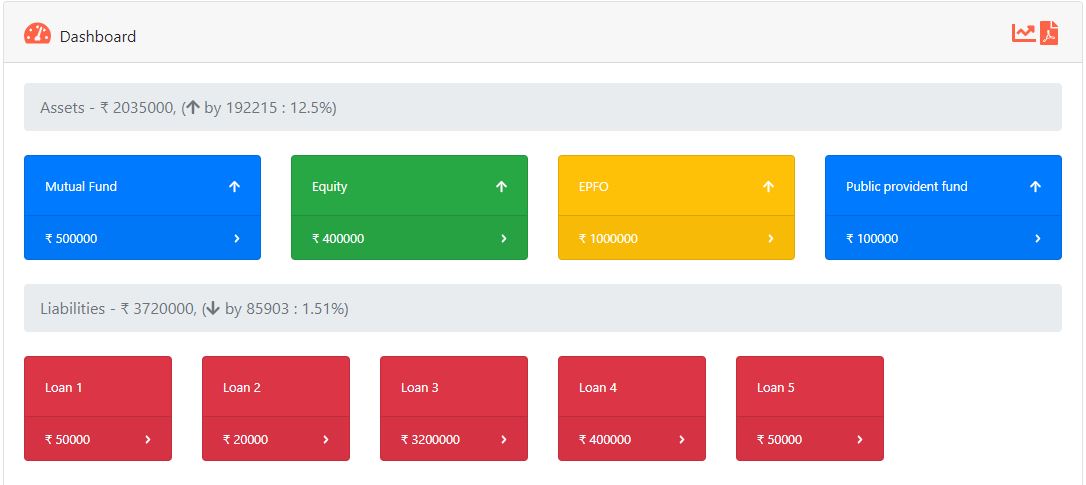 Dashboard
Assets - ₹ 2035000, (↑ by 192215 : 12.5%)
Mutual Fund
Equity
EPFO
Public provident fund
₹ 500000
₹ 400000
₹ 1000000
₹ 100000
Liabilities - ₹ 3720000, (↓ by 85903 : 1.51%)
Loan 1
Loan 2
Loan 3
Loan 4
Loan 5
₹ 50000
₹ 20000
₹ 3200000
₹ 400000
₹ 50000